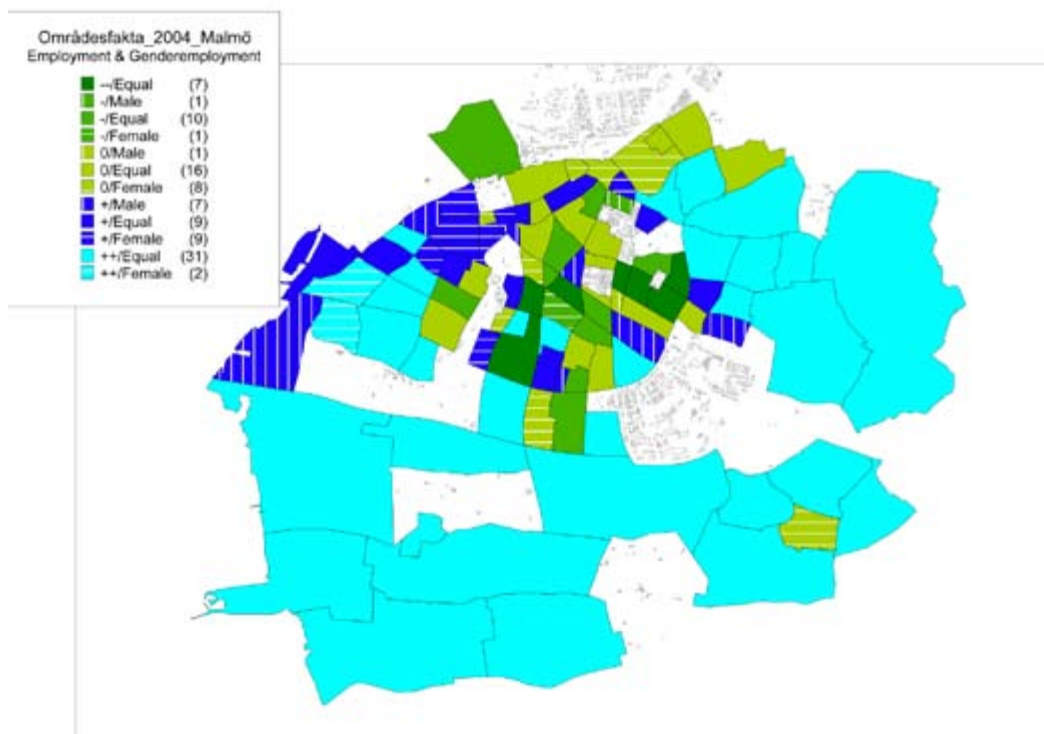 Områdesfakta_2004_Malmö
Employment & Genderemployment
--/Equal (7)
-/Male (1)
-/Equal (10)
-/Female (1)
0/Male (1)
0/Equal (16)
0/Female (8)
+/Male (7)
+/Equal (9)
+/Female (9)
++/Equal (31)
++/Female (2)